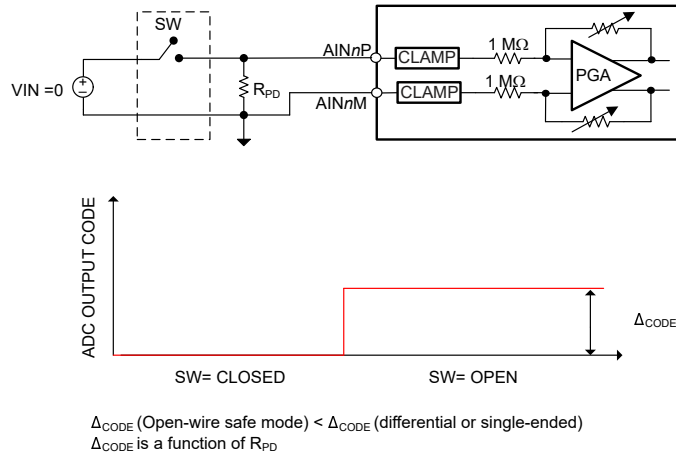 SW
VIN =0
RPD
AINnP
AINnM
CLAMP
CLAMP
1 MΩ
1 MΩ
PGA
ADC OUTPUT CODE
ΔCODE
SW= CLOSED
SW= OPEN
ΔCODE (Open-wire safe mode) < ΔCODE (differential or single-ended)
ΔCODE is a function of RPD